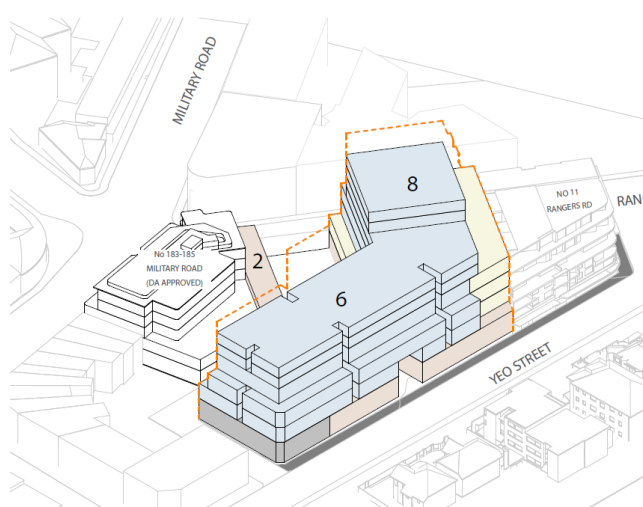 MILITARY ROAD
8
NO 11
RANGERS RD
RAN
No 183-185
MILITARY ROAD
(DA APPROVED)
2
6
YEO STREET